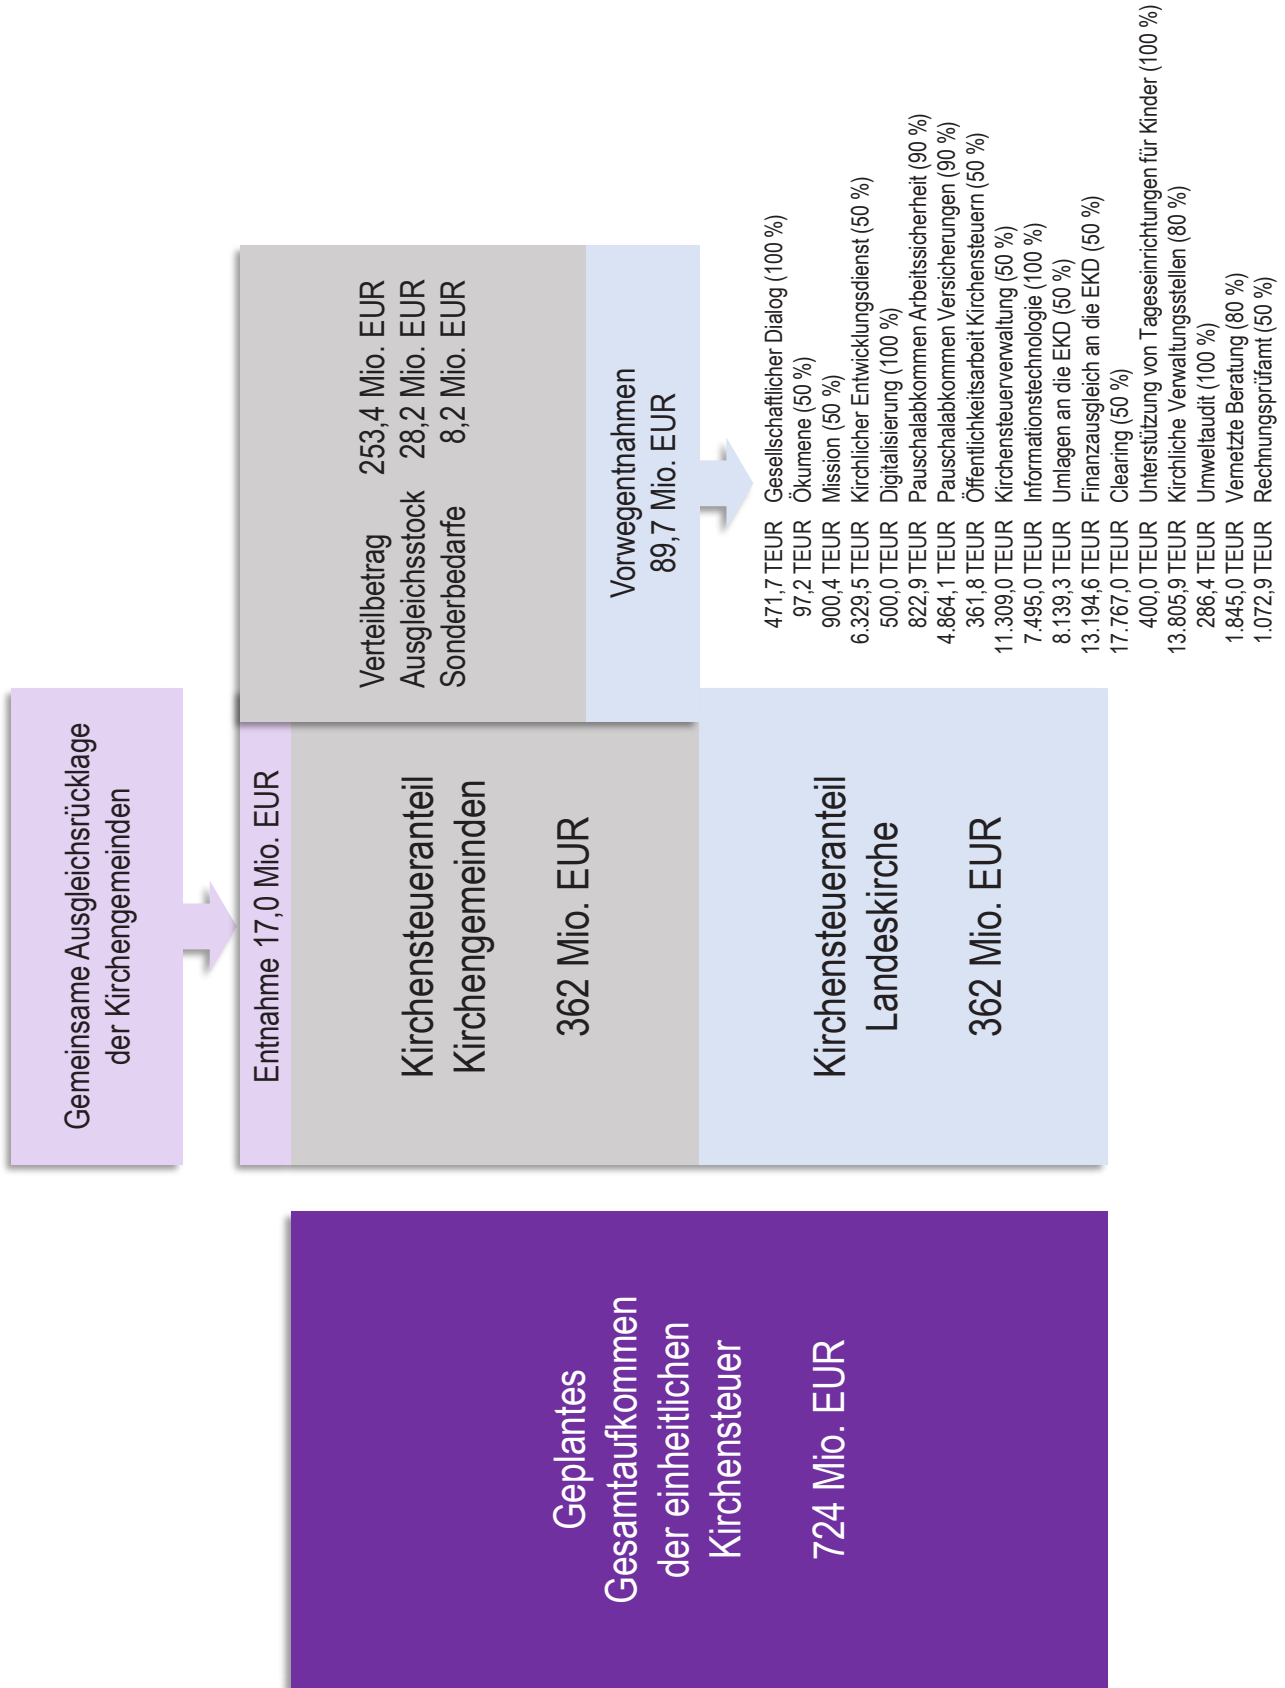 Geplantes
Gesamtaufkommen
der einheitlichen
Kirchensteuer
724 Mio. EUR
Gemeinsame Ausgleichsrücklage
der Kirchengemeinden
Entnahme 17,0 Mio. EUR
Kirchensteueranteil
Kirchengemeinden
362 Mio. EUR
Kirchensteueranteil
Landeskirche
362 Mio. EUR
Verteilbetrag 253,4 Mio. EUR
Ausgleichsstock 28,2 Mio. EUR
Sonderbedarfe 8,2 Mio. EUR
Vorwegentnahmen
89,7 Mio. EUR
471,7 TEUR Gesellschaftlicher Dialog (100 %)
97,2 TEUR Ökumene (50 %)
900,4 TEUR Mission (50 %)
6.329,5 TEUR Kirchlicher Entwicklungsdienst (50 %)
500,0 TEUR Digitalisierung (100 %)
822,9 TEUR Pauschalabkommen Arbeitssicherheit (90 %)
4.864,1 TEUR Pauschalabkommen Versicherungen (90 %)
361,8 TEUR Öffentlichkeitsarbeit Kirchensteuern (50 %)
11.309,0 TEUR Kirchensteuerverwaltung (50 %)
7.495,0 TEUR Informationstechnologie (100 %)
8.139,3 TEUR Umlagen an die EKD (50 %)
13.194,6 TEUR Finanzausgleich an die EKD (50 %)
17.767,0 TEUR Clearing (50 %)
400,0 TEUR Unterstützung von Tageseinrichtungen für Kinder (100 %)
13.805,9 TEUR Kirchliche Verwaltungsstellen (80 %)
286,4 TEUR Umweltaudit (100 %)
1.845,0 TEUR Vernetzte Beratung (80 %)
1.072,9 TEUR Rechnungsprüfamt (50 %)